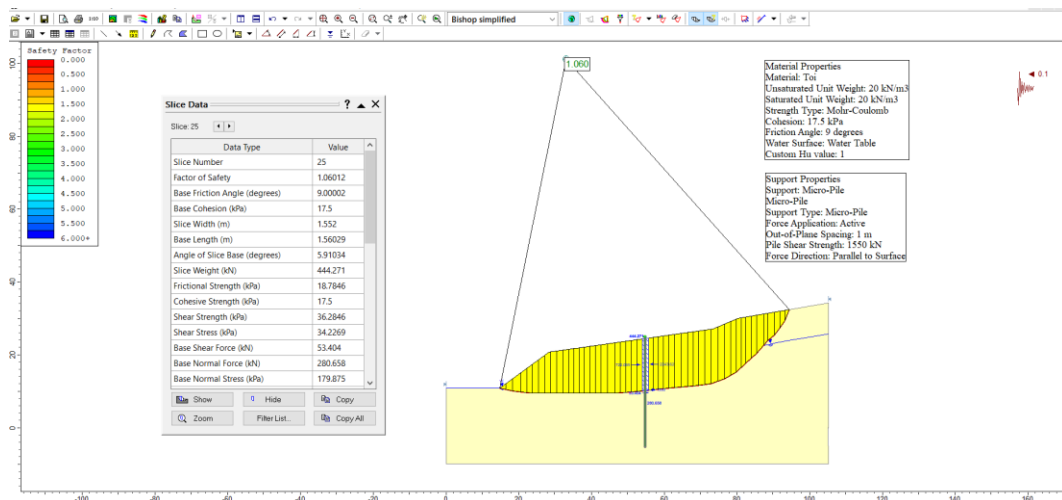 Bishop simplified
Safety Factor
0.000
0.500
1.000
1.500
2.000
2.500
3.000
3.500
4.000
4.500
5.000
5.500
6.000+
Slice Data
Slice: 25
Data Type Value
Slice Number 25
Factor of Safety 1.06012
Base Friction Angle (degrees) 9.00002
Base Cohesion (kPa) 17.5
Slice Width (m) 1.552
Base Length (m) 1.56029
Angle of Slice Base (degrees) 5.91034
Slice Weight (kN) 444.271
Frictional Strength (kPa) 18.7846
Cohesive Strength (kPa) 17.5
Shear Strength (kPa) 36.2846
Shear Stress (kPa) 34.2269
Base Shear Force (kN) 53.404
Base Normal Force (kN) 280.658
Base Normal Stress (kPa) 179.875
Show Hide Copy
Zoom Filter List... Copy All
1.060
Material Properties
Material: Toi
Unsaturated Unit Weight: 20 kN/m3
Saturated Unit Weight: 20 kN/m3
Strength Type: Mohr-Coulomb
Cohesion: 17.5 kPa
Friction Angle: 9 degrees
Water Surface: Water Table
Custom Hu value: 1
Support Properties
Support: Micro-Pile
Micro-Pile
Support Type: Micro-Pile
Force Application: Active
Out-of-Plane Spacing: 1 m
Pile Shear Strength: 1550 kN
Force Direction: Parallel to Surface
0.1
100
80
60
40
20
0
-100 -80 -60 -40 -20 0 20 40 60 80 100 120 140 160